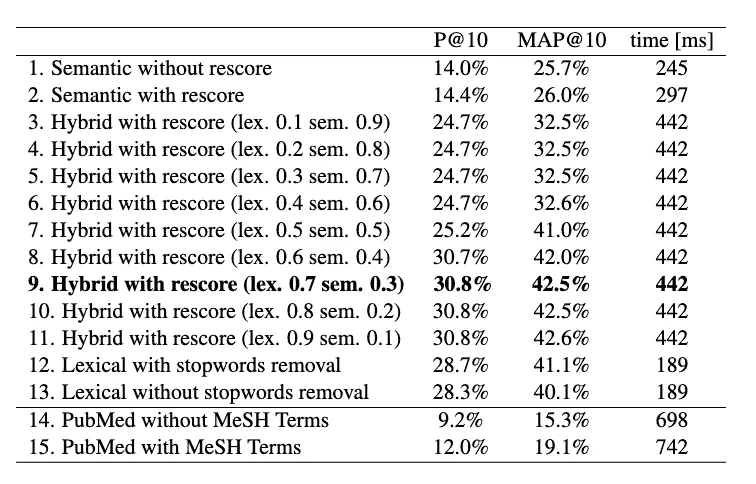 P@10 MAP@10 time [ms]
1. Semantic without rescore 14.0% 25.7% 245
2. Semantic with rescore 14.4% 26.0% 297
3. Hybrid with rescore (lex. 0.1 sem. 0.9) 24.7% 32.5% 442
4. Hybrid with rescore (lex. 0.2 sem. 0.8) 24.7% 32.5% 442
5. Hybrid with rescore (lex. 0.3 sem. 0.7) 24.7% 32.5% 442
6. Hybrid with rescore (lex. 0.4 sem. 0.6) 24.7% 32.6% 442
7. Hybrid with rescore (lex. 0.5 sem. 0.5) 25.2% 41.0% 442
8. Hybrid with rescore (lex. 0.6 sem. 0.4) 30.7% 42.0% 442
9. Hybrid with rescore (lex. 0.7 sem. 0.3) 30.8% 42.5% 442
10. Hybrid with rescore (lex. 0.8 sem. 0.2) 30.8% 42.5% 442
11. Hybrid with rescore (lex. 0.9 sem. 0.1) 30.8% 42.6% 442
12. Lexical with stopwords removal 28.7% 41.1% 189
13. Lexical without stopwords removal 28.3% 40.1% 189
14. PubMed without MeSH Terms 9.2% 15.3% 698
15. PubMed with MeSH Terms 12.0% 19.1% 742